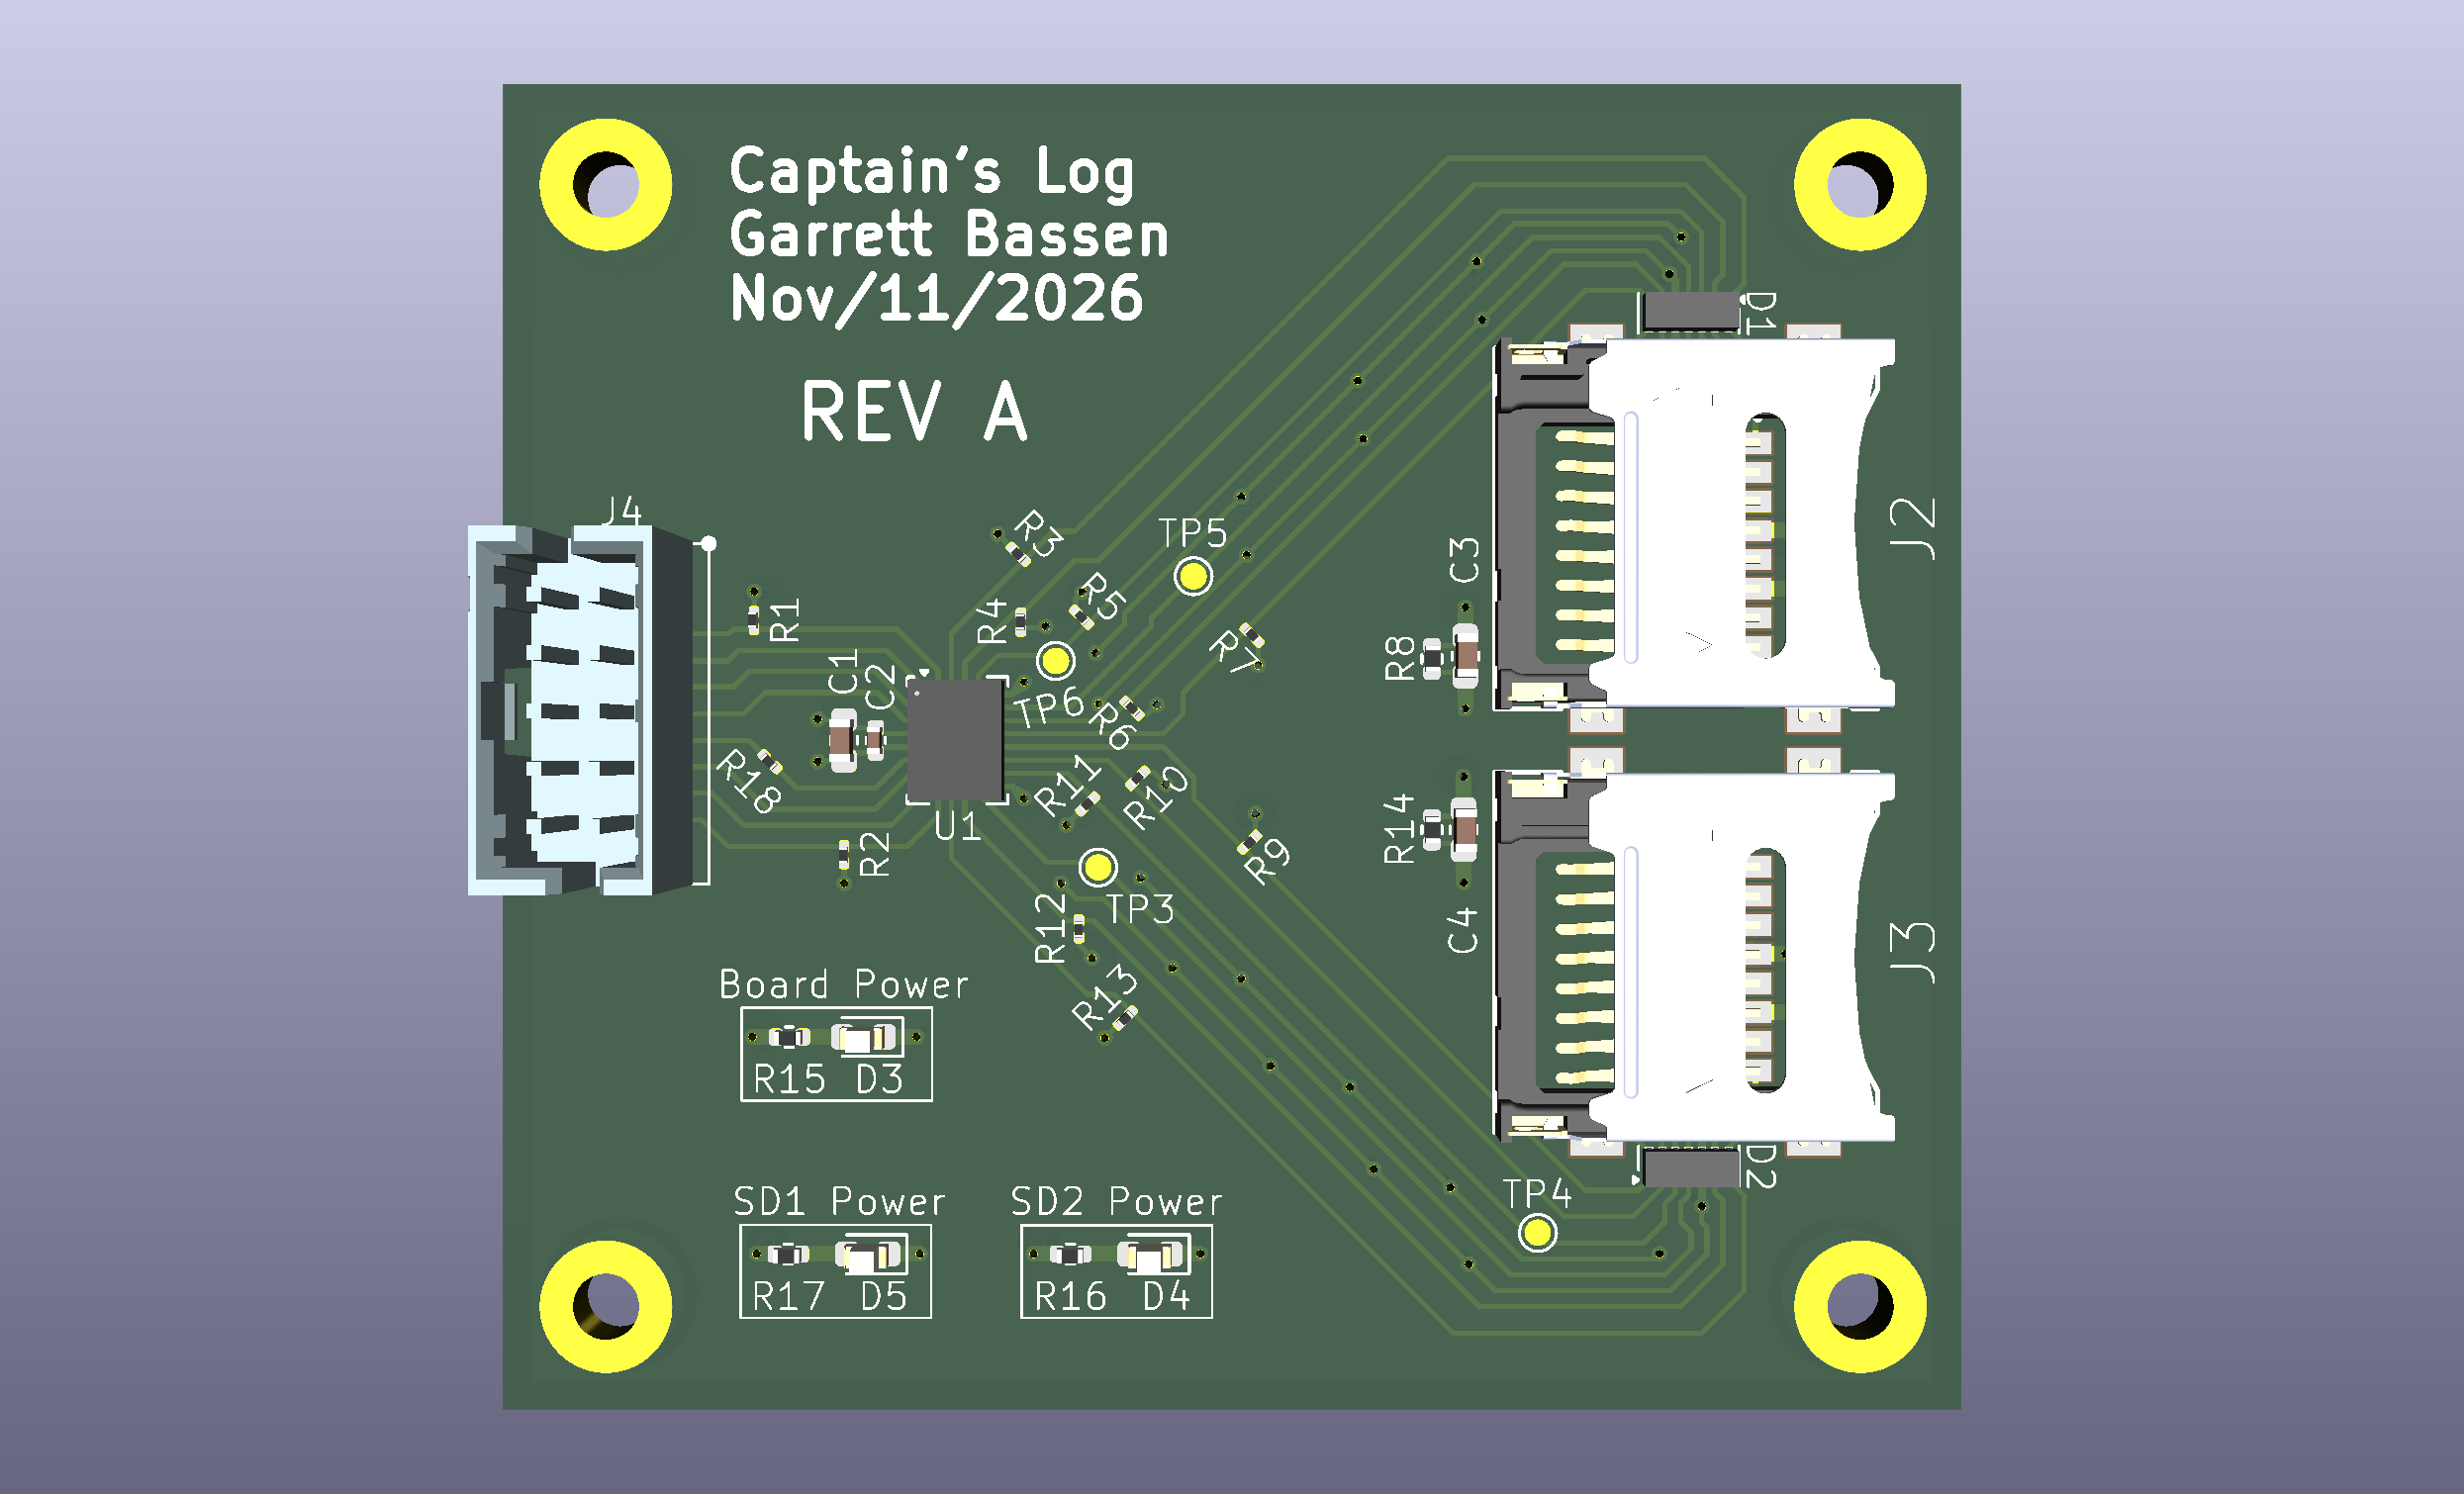 Captain's Log
Garrett Bassen
Nov/11/2026
REV A
D1
J4
R3
TP5
J2
C3
R5
R4
R1
R7
R8
C1
C2
TP6
R6
R18
R11
R10
U1
R2
R9
R14
TP3
R12
C4
J3
R13
Board Power
R15 D3
D2
TP4
SD1 Power
SD2 Power
R17 D5
R16 D4